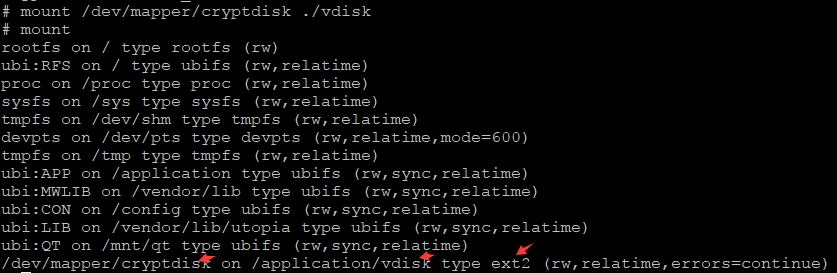 # mount /dev/mapper/cryptdisk ./vdisk
# mount
rootfs on / type rootfs (rw)
ubi:RFS on / type ubifs (rw,relatime)
proc on /proc type proc (rw,relatime)
sysfs on /sys type sysfs (rw,relatime)
tmpfs on /dev/shm type tmpfs (rw,relatime)
devpts on /dev/pts type devpts (rw,relatime,mode=600)
tmpfs on /tmp type tmpfs (rw,relatime)
ubi:APP on /application type ubifs (rw,sync,relatime)
ubi:MWLIB on /vendor/lib type ubifs (rw,sync,relatime)
ubi:CON on /config type ubifs (rw,sync,relatime)
ubi:LIB on /vendor/lib/utopia type ubifs (rw,sync,relatime)
ubi:QT on /mnt/qt type ubifs (rw,sync,relatime)
/dev/mapper/cryptdisk on /application/vdisk type ext2 (rw,relatime,errors=continue)